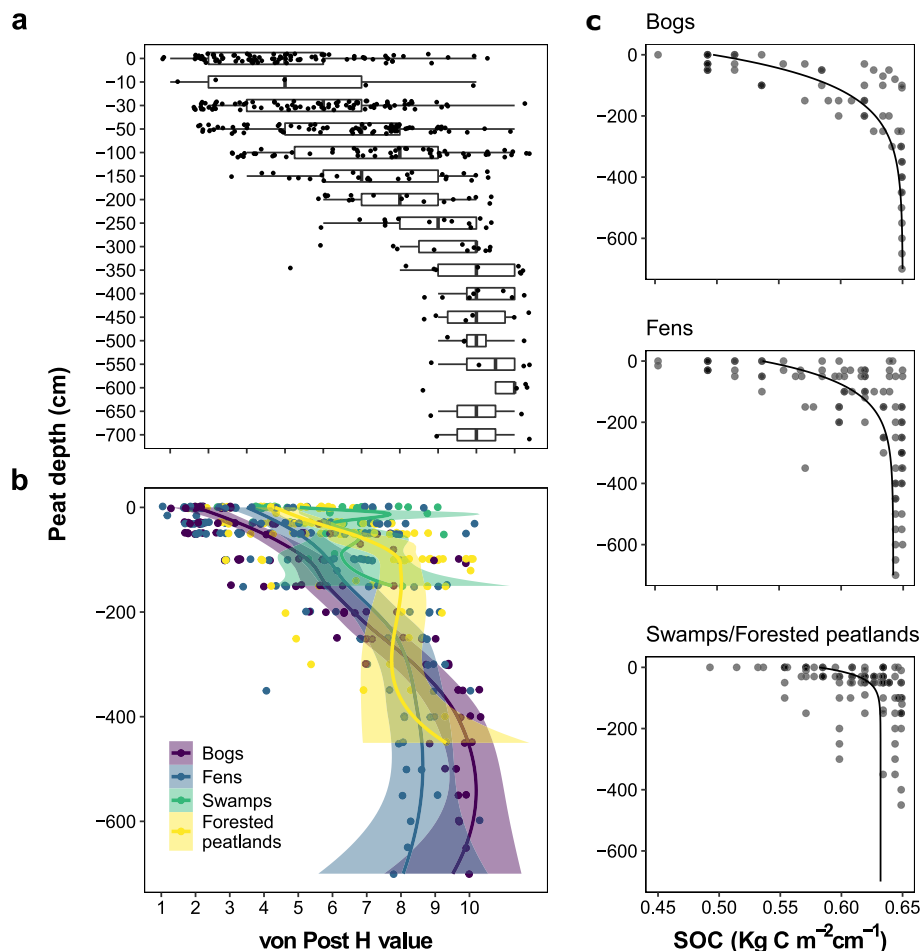 a
0
−10
−30
−50
−100
−150
−200
−250
−300
−350
−400
−450
−500
−550
−600
−650
−700
Peat depth (cm)
b
0
−200
−400
−600
Bogs
Fens
Swamps
Forested
peatlands
1 2 3 4 5 6 7 8 9 10
von Post H value
c
Bogs
0
−200
−400
−600
Fens
0
−200
−400
−600
Swamps/Forested peatlands
0
−200
−400
−600
0.45 0.50 0.55 0.60 0.65
SOC (Kg C m⁻²cm⁻¹)